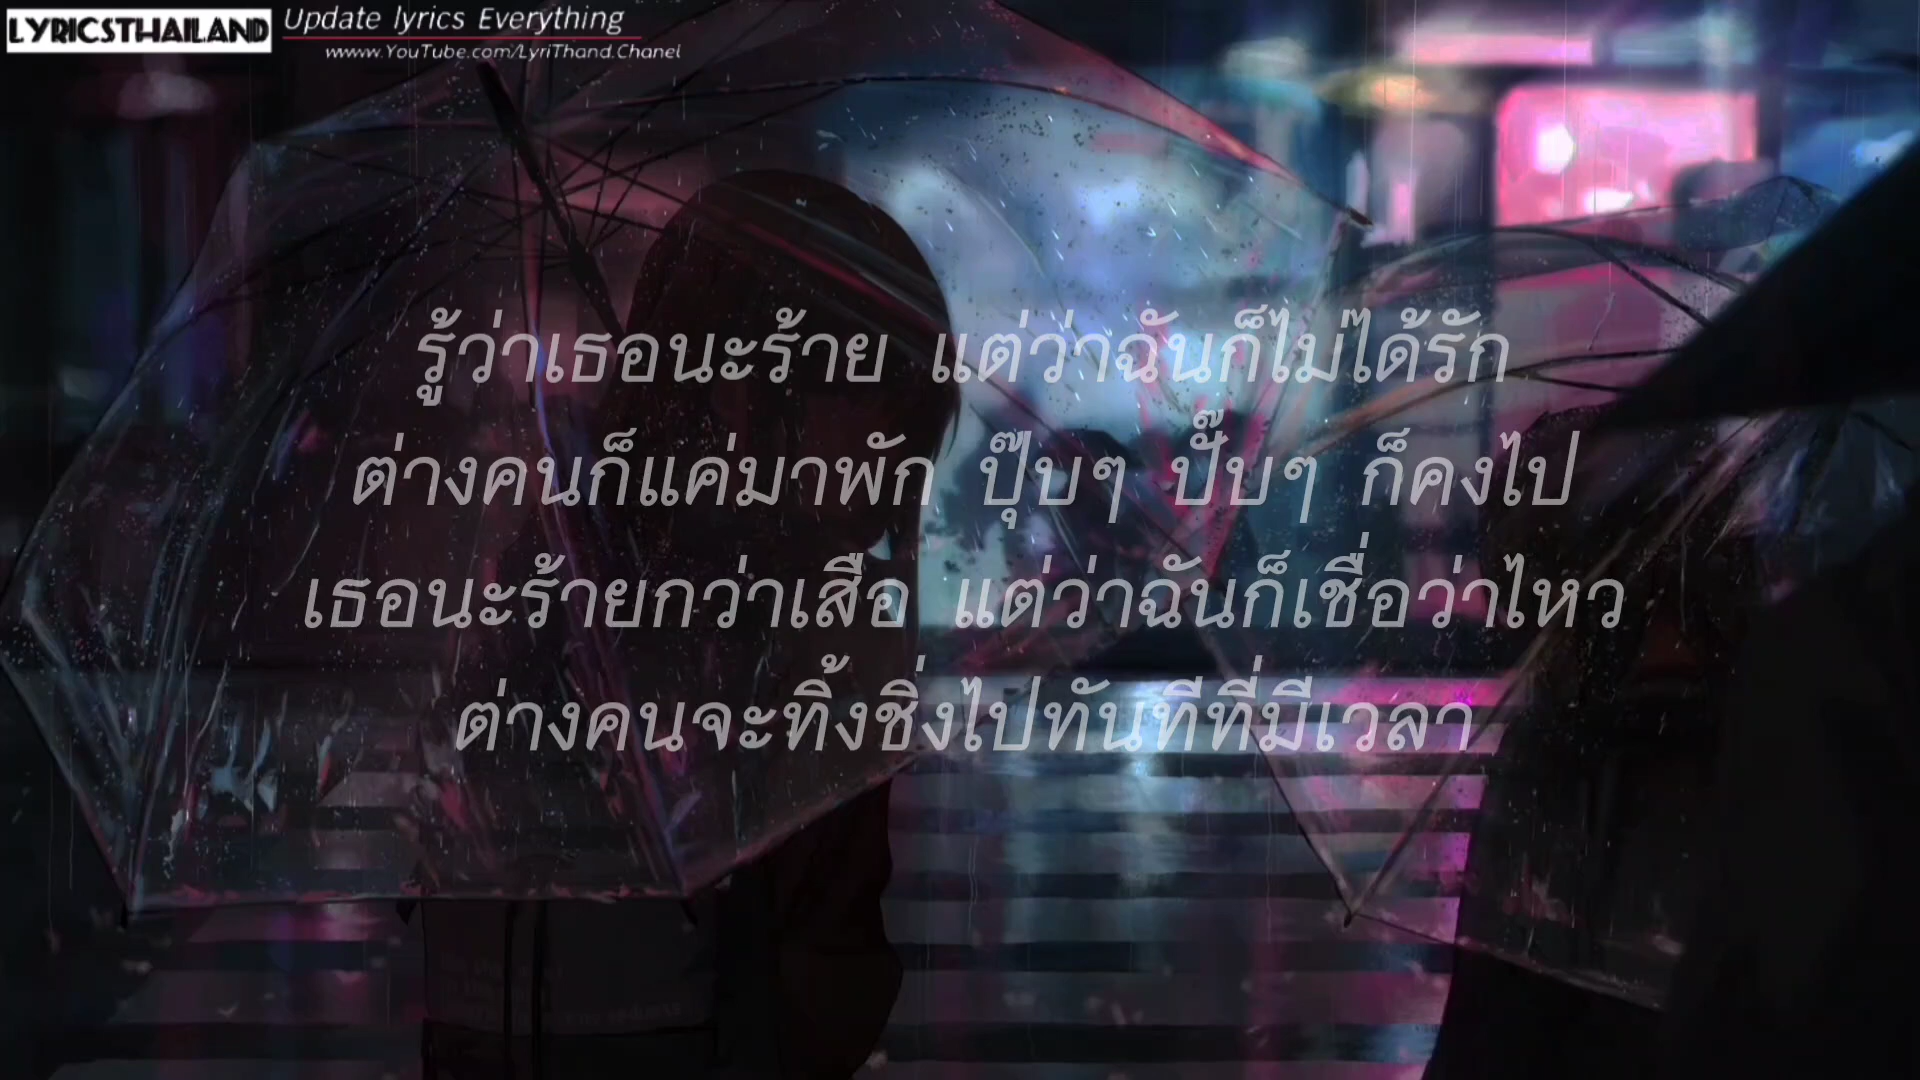 LYRICSTHAILAND
Update lyrics Everything
www.YouTube.com/LyriThand.Chanel
รู้ว่าเธอนะร้าย แต่ว่าฉันก็ไม่ได้รัก
ต่างคนก็แค่มาพัก ปุ๊บๆ ปั๊บๆ ก็คงไป
เธอนะร้ายกว่าเสือ แต่ว่าฉันก็เชื่อว่าไหว
ต่างคนจะทิ้งชิ่งไปทันทีที่มีเวลา